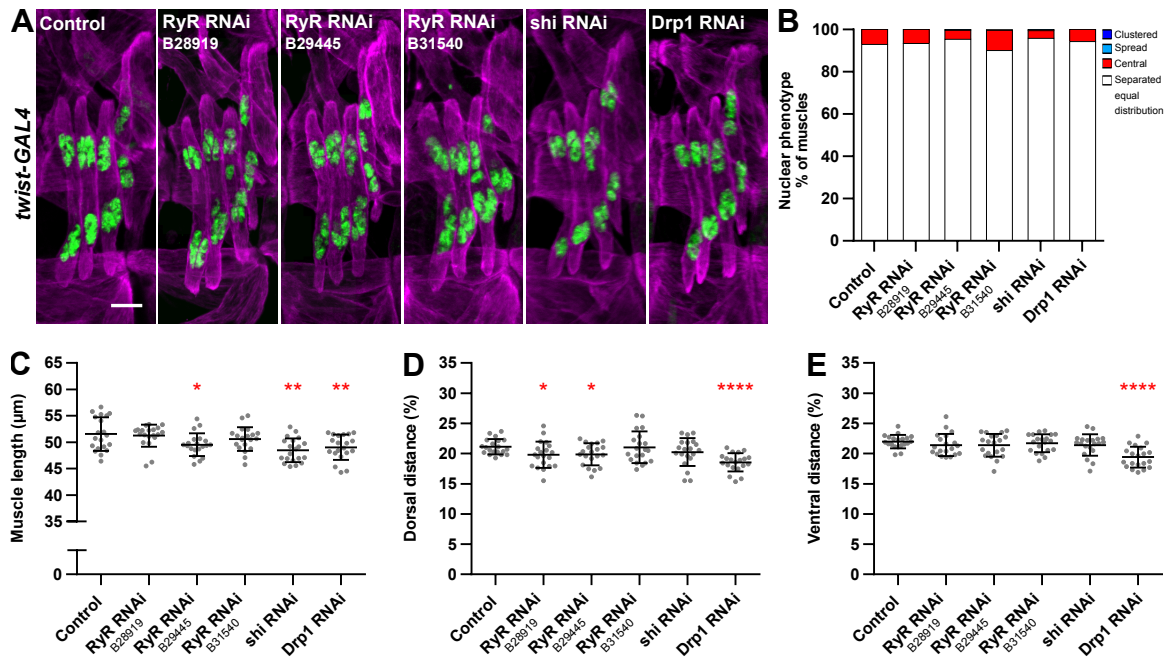 A
Control
RyR RNAi
B28919
RyR RNAi
B29445
RyR RNAi
B31540
shi RNAi
Drp1 RNAi
twist-GAL4
B
Nuclear phenotype
% of muscles
100
80
60
40
20
0
Clustered
Spread
Central
Separated
equal
distribution
Control
RyR RNAi
B28919
RyR RNAi
B29445
RyR RNAi
B31540
shi RNAi
Drp1 RNAi
C
Muscle length (µm)
65
60
55
50
45
40
35
0
*
**
**
Control
RyR RNAi
B28919
RyR RNAi
B29445
RyR RNAi
B31540
shi RNAi
Drp1 RNAi
D
Dorsal distance (%)
35
30
25
20
15
10
5
0
*
*
****
Control
RyR RNAi
B28919
RyR RNAi
B29445
RyR RNAi
B31540
shi RNAi
Drp1 RNAi
E
Ventral distance (%)
35
30
25
20
15
10
5
0
****
Control
RyR RNAi
B28919
RyR RNAi
B29445
RyR RNAi
B31540
shi RNAi
Drp1 RNAi